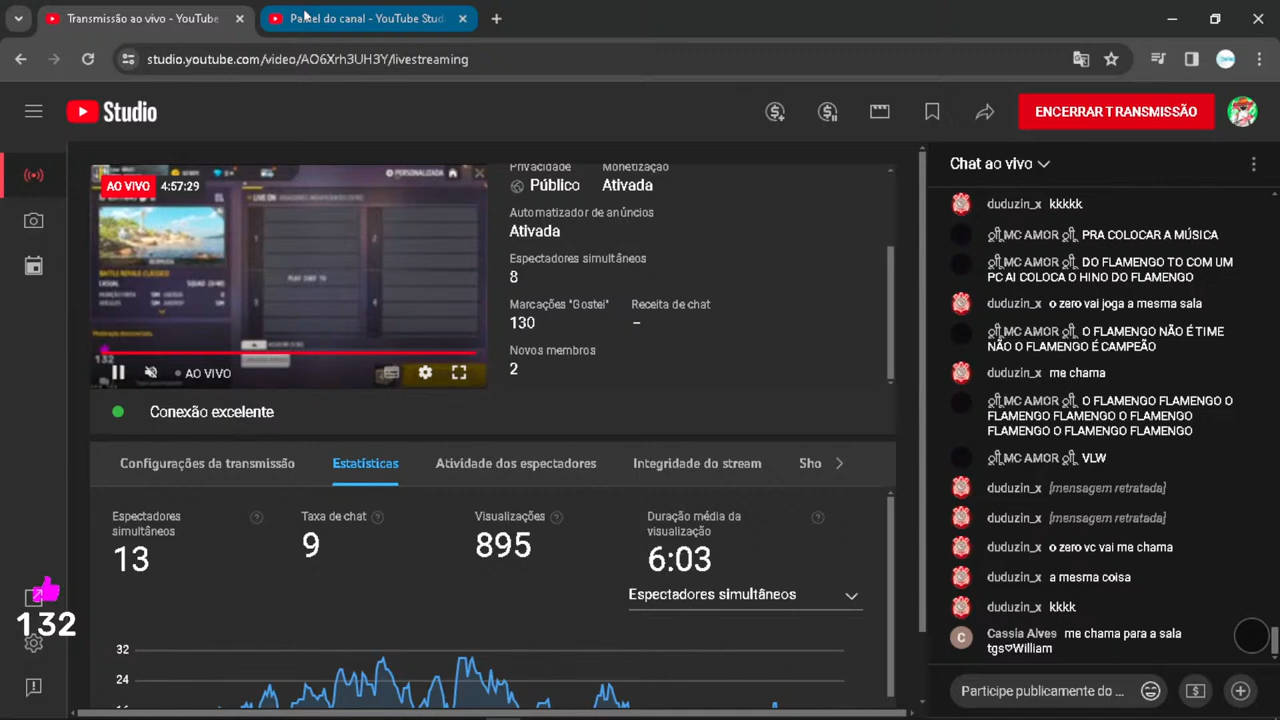 Transmissão ao vivo - YouTube
Painel do canal - YouTube Stud
studio.youtube.com/video/AO6Xrh3UH3Y/livestreaming
Studio
ENCERRAR TRANSMISSÃO
AO VIVO 4:57:29
PERSONALIZADA
BERMUDA
BATTLE ROYALE CLÁSSICO
132
AO VIVO
Privacidade
Monetização
Público
Ativada
Automatizador de anúncios
Ativada
Espectadores simultâneos
8
Marcações "Gostei"
Receita de chat
130
–
Novos membros
2
Conexão excelente
Configurações da transmissão
Estatísticas
Atividade dos espectadores
Integridade do stream
Sho
Espectadores
simultâneos
13
Taxa de chat
9
Visualizações
895
Duração média da
visualização
6:03
Espectadores simultâneos
32
24
16
132
Chat ao vivo
duduzin_x kkkkk
MC AMOR PRA COLOCAR A MÚSICA
MC AMOR DO FLAMENGO TO COM UM
PC AI COLOCA O HINO DO FLAMENGO
duduzin_x o zero vai joga a mesma sala
MC AMOR O FLAMENGO NÃO É TIME
NÃO O FLAMENGO É CAMPEÃO
duduzin_x me chama
MC AMOR O FLAMENGO FLAMENGO O
FLAMENGO FLAMENGO O FLAMENGO
FLAMENGO O FLAMENGO FLAMENGO
MC AMOR VLW
duduzin_x [mensagem retratada]
duduzin_x [mensagem retratada]
duduzin_x o zero vc vai me chama
duduzin_x a mesma coisa
duduzin_x kkkk
C
Cassia Alves me chama para a sala
tgs♡William
Participe publicamente do ...